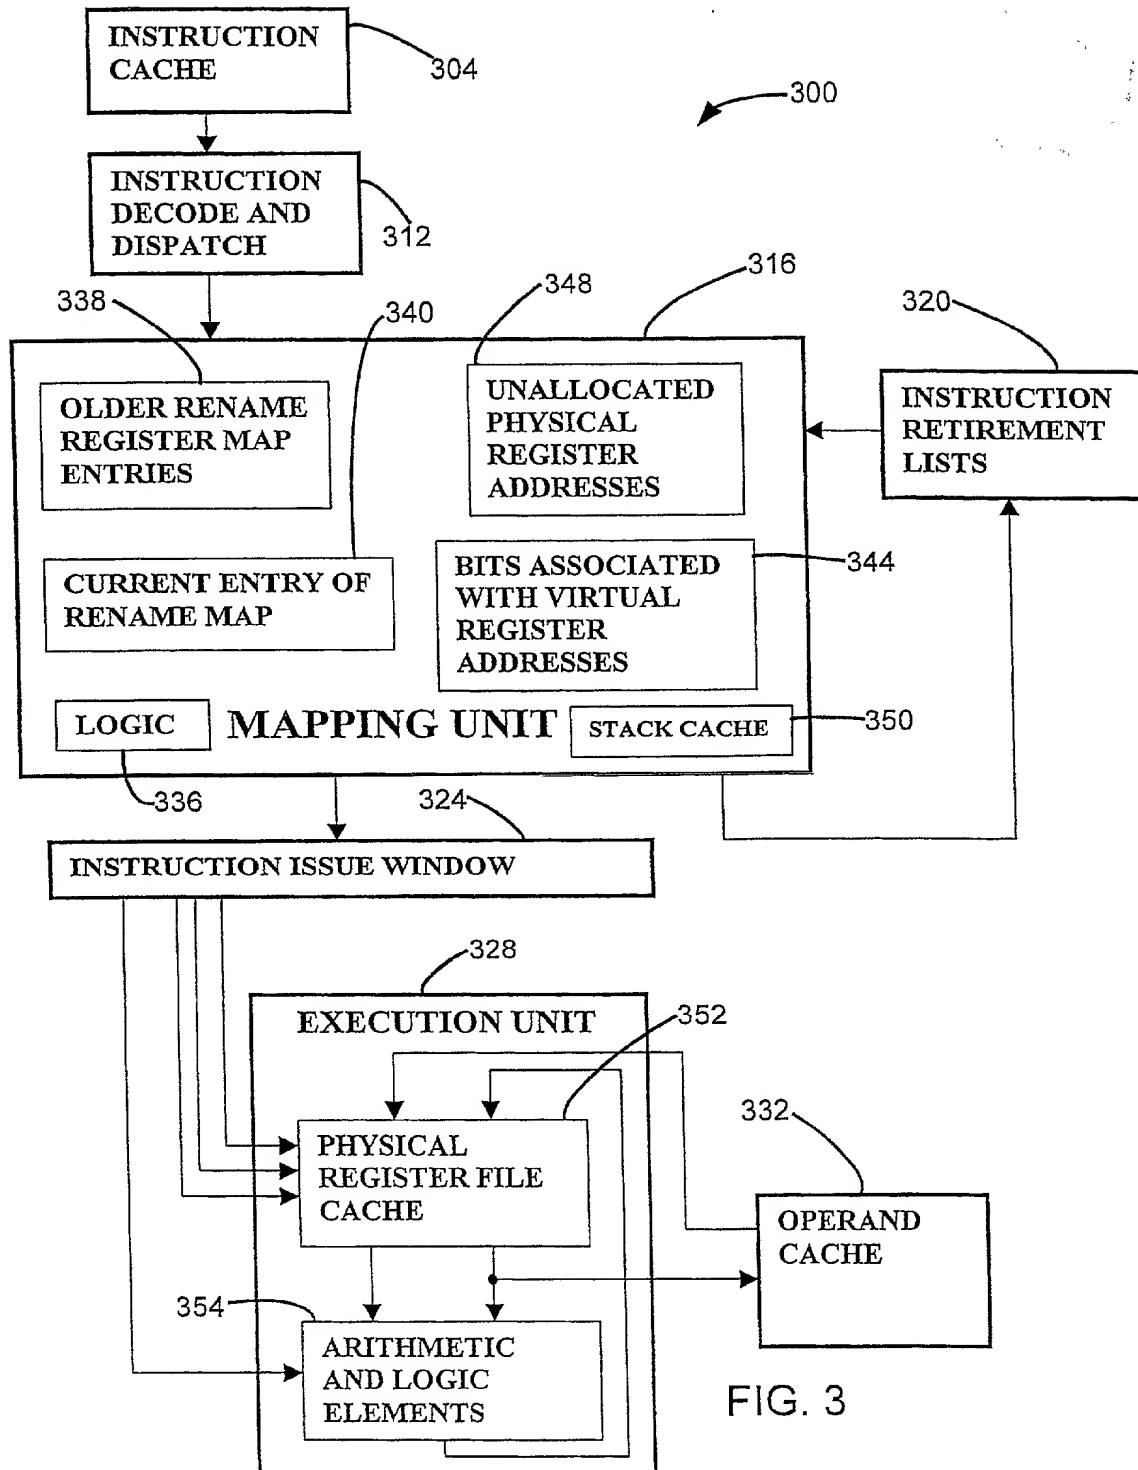 INSTRUCTION
CACHE
304
300
INSTRUCTION
DECODE AND
DISPATCH
312
316
348
338
340
320
OLDER RENAME
REGISTER MAP
ENTRIES
UNALLOCATED
PHYSICAL
REGISTER
ADDRESSES
INSTRUCTION
RETIREMENT
LISTS
CURRENT ENTRY OF
RENAME MAP
BITS ASSOCIATED
WITH VIRTUAL
REGISTER
ADDRESSES
344
LOGIC
MAPPING UNIT
STACK CACHE
350
336
324
INSTRUCTION ISSUE WINDOW
328
EXECUTION UNIT
352
332
PHYSICAL
REGISTER FILE
CACHE
OPERAND
CACHE
354
ARITHMETIC
AND LOGIC
ELEMENTS
FIG. 3